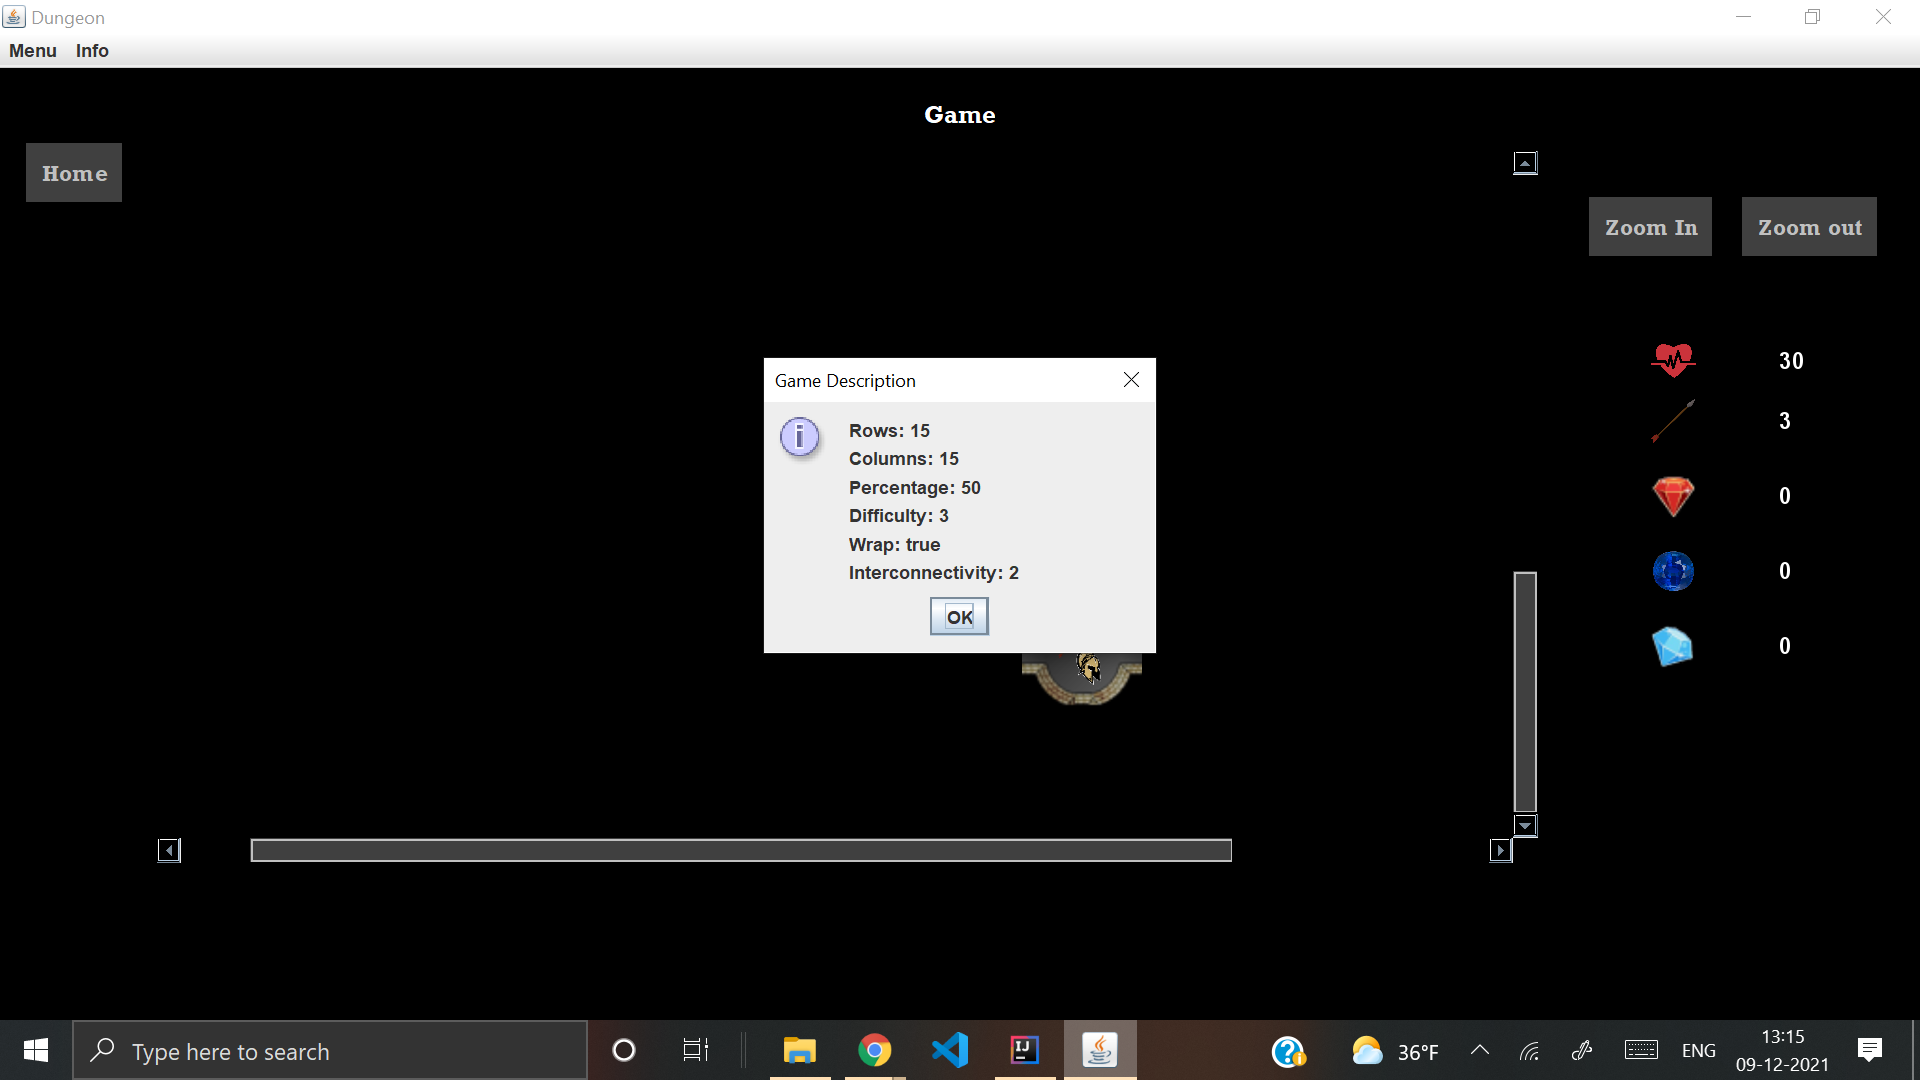 Dungeon
Menu Info
Game
Home
Zoom In Zoom out
30
3
0
0
0
Game Description
i
Rows: 15
Columns: 15
Percentage: 50
Difficulty: 3
Wrap: true
Interconnectivity: 2
OK
Type here to search
IJ
?
36°F
ENG
13:15
09-12-2021